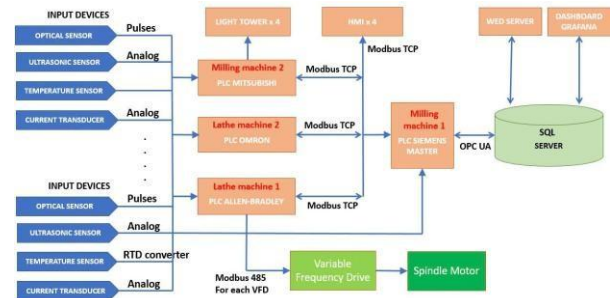 INPUT DEVICES
OPTICAL SENSOR
Pulses
ULTRASONIC SENSOR
Analog
TEMPERATURE SENSOR
CURRENT TRANSDUCER
Analog
INPUT DEVICES
OPTICAL SENSOR
Pulses
ULTRASONIC SENSOR
Analog
TEMPERATURE SENSOR
RTD converter
CURRENT TRANSDUCER
Analog
LIGHT TOWER x 4
HMI x 4
Modbus TCP
Milling machine 2
PLC MITSUBISHI
Modbus TCP
Lathe machine 2
PLC OMRON
Modbus TCP
Lathe machine 1
PLC ALLEN-BRADLEY
Modbus TCP
Milling
machine 1
PLC SIEMENS
MASTER
OPC UA
WED SERVER
DASHBOARD
GRAFANA
SQL
SERVER
Modbus 485
For each VFD
Variable
Frequency Drive
Spindle Motor